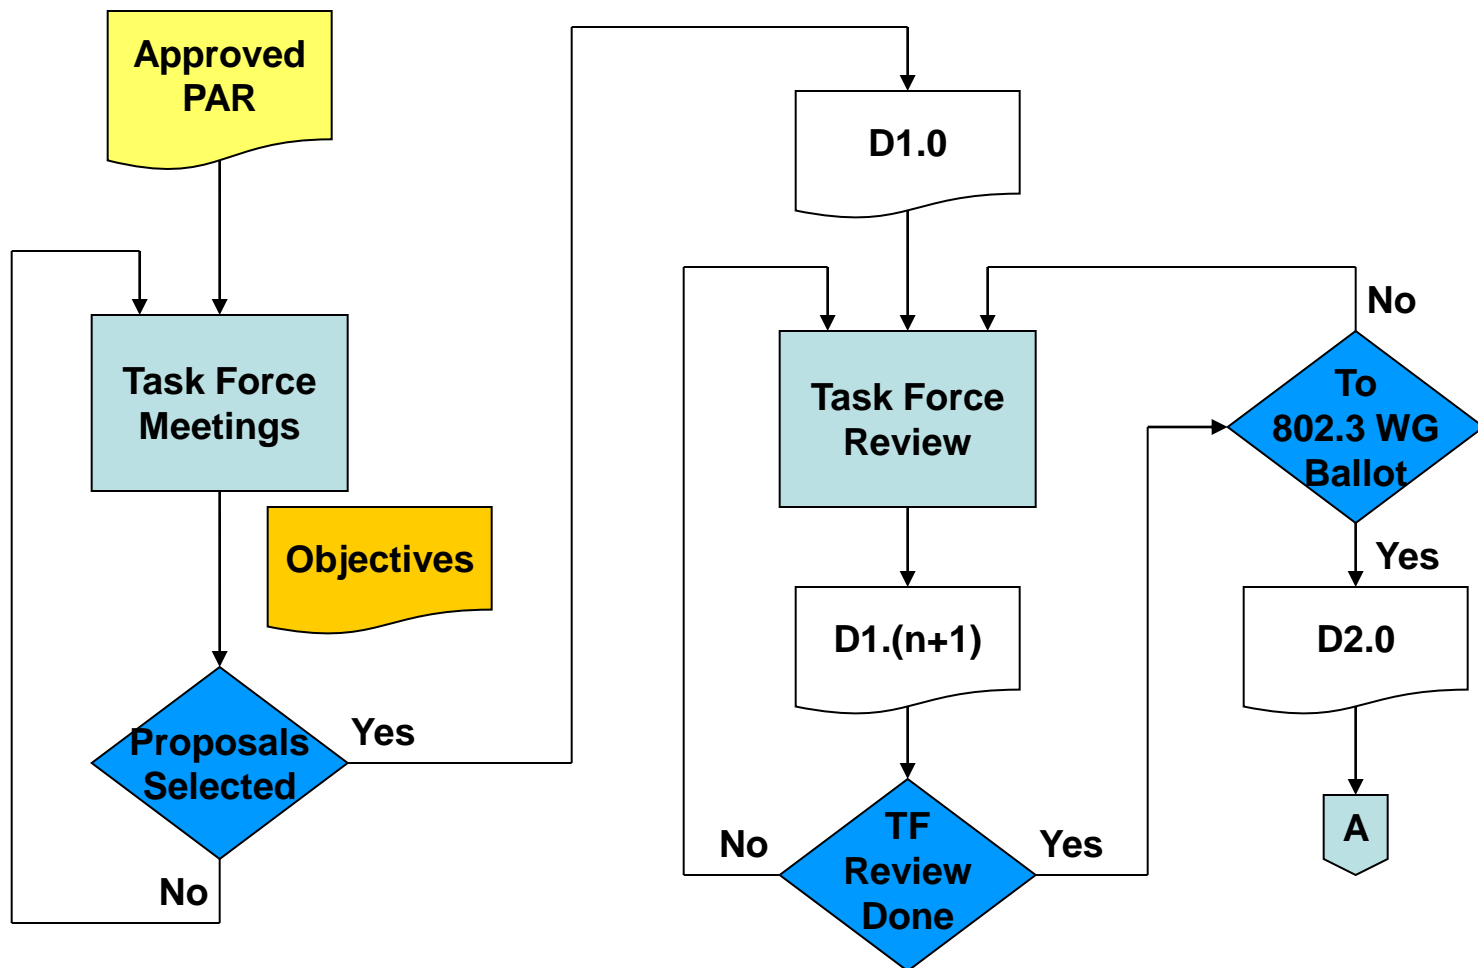 Approved
PAR
Task Force
Meetings
Objectives
Proposals
Selected
Yes
No
D1.0
Task Force
Review
D1.(n+1)
TF
Review
Done
No
Yes
To
802.3 WG
Ballot
No
Yes
D2.0
A